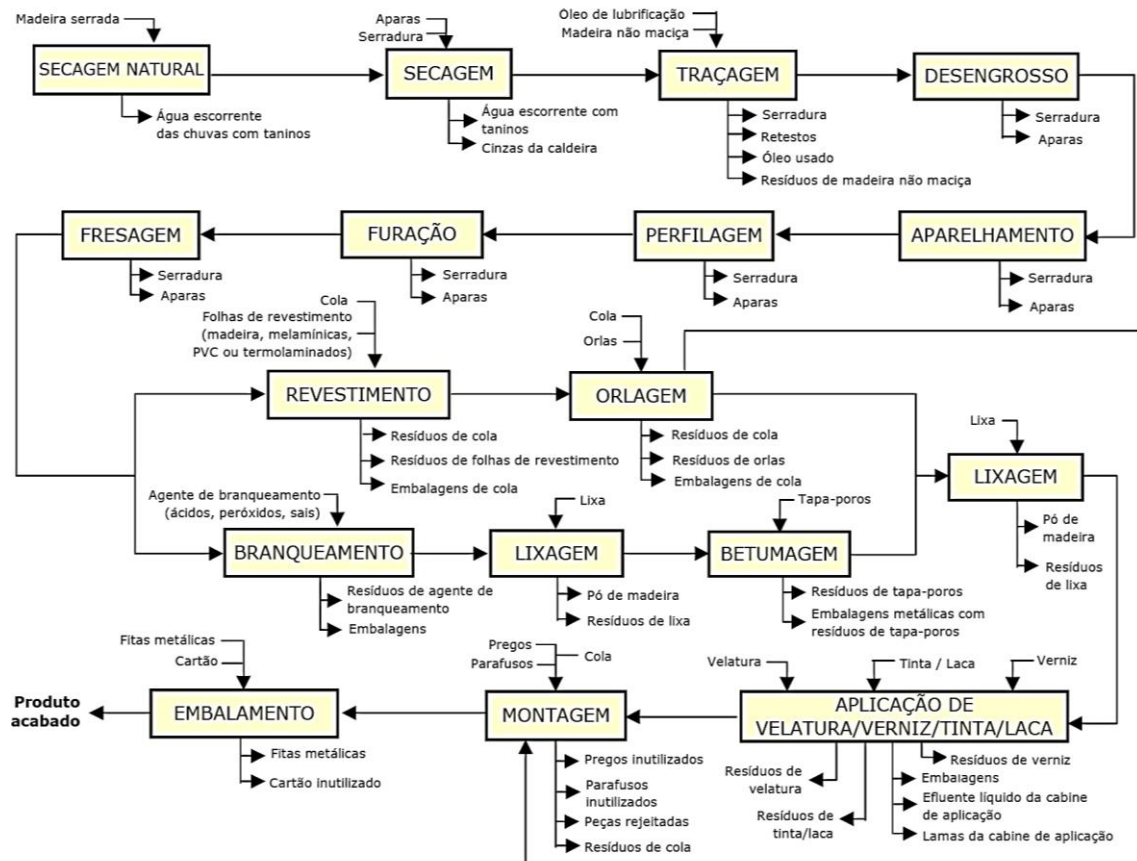 Madeira serrada
SECAGEM NATURAL
Água escorrente
das chuvas com taninos
Aparas
Serradura
SECAGEM
Água escorrente com
taninos
Cinzas da caldeira
Óleo de lubrificação
Madeira não maciça
TRAÇAGEM
Serradura
Retestos
Óleo usado
Resíduos de madeira não maciça
DESENGROSSO
Serradura
Aparas
FRESAGEM
Serradura
Aparas
FURAÇÃO
Serradura
Aparas
PERFILAGEM
Serradura
Aparas
APARELHAMENTO
Serradura
Aparas
Cola
Folhas de revestimento
(madeira, melamínicas,
PVC ou termolaminados)
REVESTIMENTO
Resíduos de cola
Resíduos de folhas de revestimento
Embalagens de cola
Cola
Orlas
ORLAGEM
Resíduos de cola
Resíduos de orlas
Embalagens de cola
Lixa
LIXAGEM
Pó de
madeira
Resíduos
de lixa
Agente de branqueamento
(ácidos, peróxidos, sais)
BRANQUEAMENTO
Resíduos de agente de
branqueamento
Embalagens
Lixa
LIXAGEM
Pó de madeira
Resíduos de lixa
Tapa-poros
BETUMAGEM
Resíduos de tapa-poros
Embalagens metálicas com
resíduos de tapa-poros
Fitas metálicas
Cartão
Produto
acabado
EMBALAMENTO
Fitas metálicas
Cartão inutilizado
Pregos
Parafusos
Cola
MONTAGEM
Pregos inutilizados
Parafusos
inutilizados
Peças rejeitadas
Resíduos de cola
Velatura
Tinta / Laca
Verniz
APLICAÇÃO DE
VELATURA/VERNIZ/TINTA/LACA
Resíduos de
velatura
Resíduos de
tinta/laca
Resíduos de verniz
Embalagens
Efluente líquido da cabine
de aplicação
Lamas da cabine de aplicação